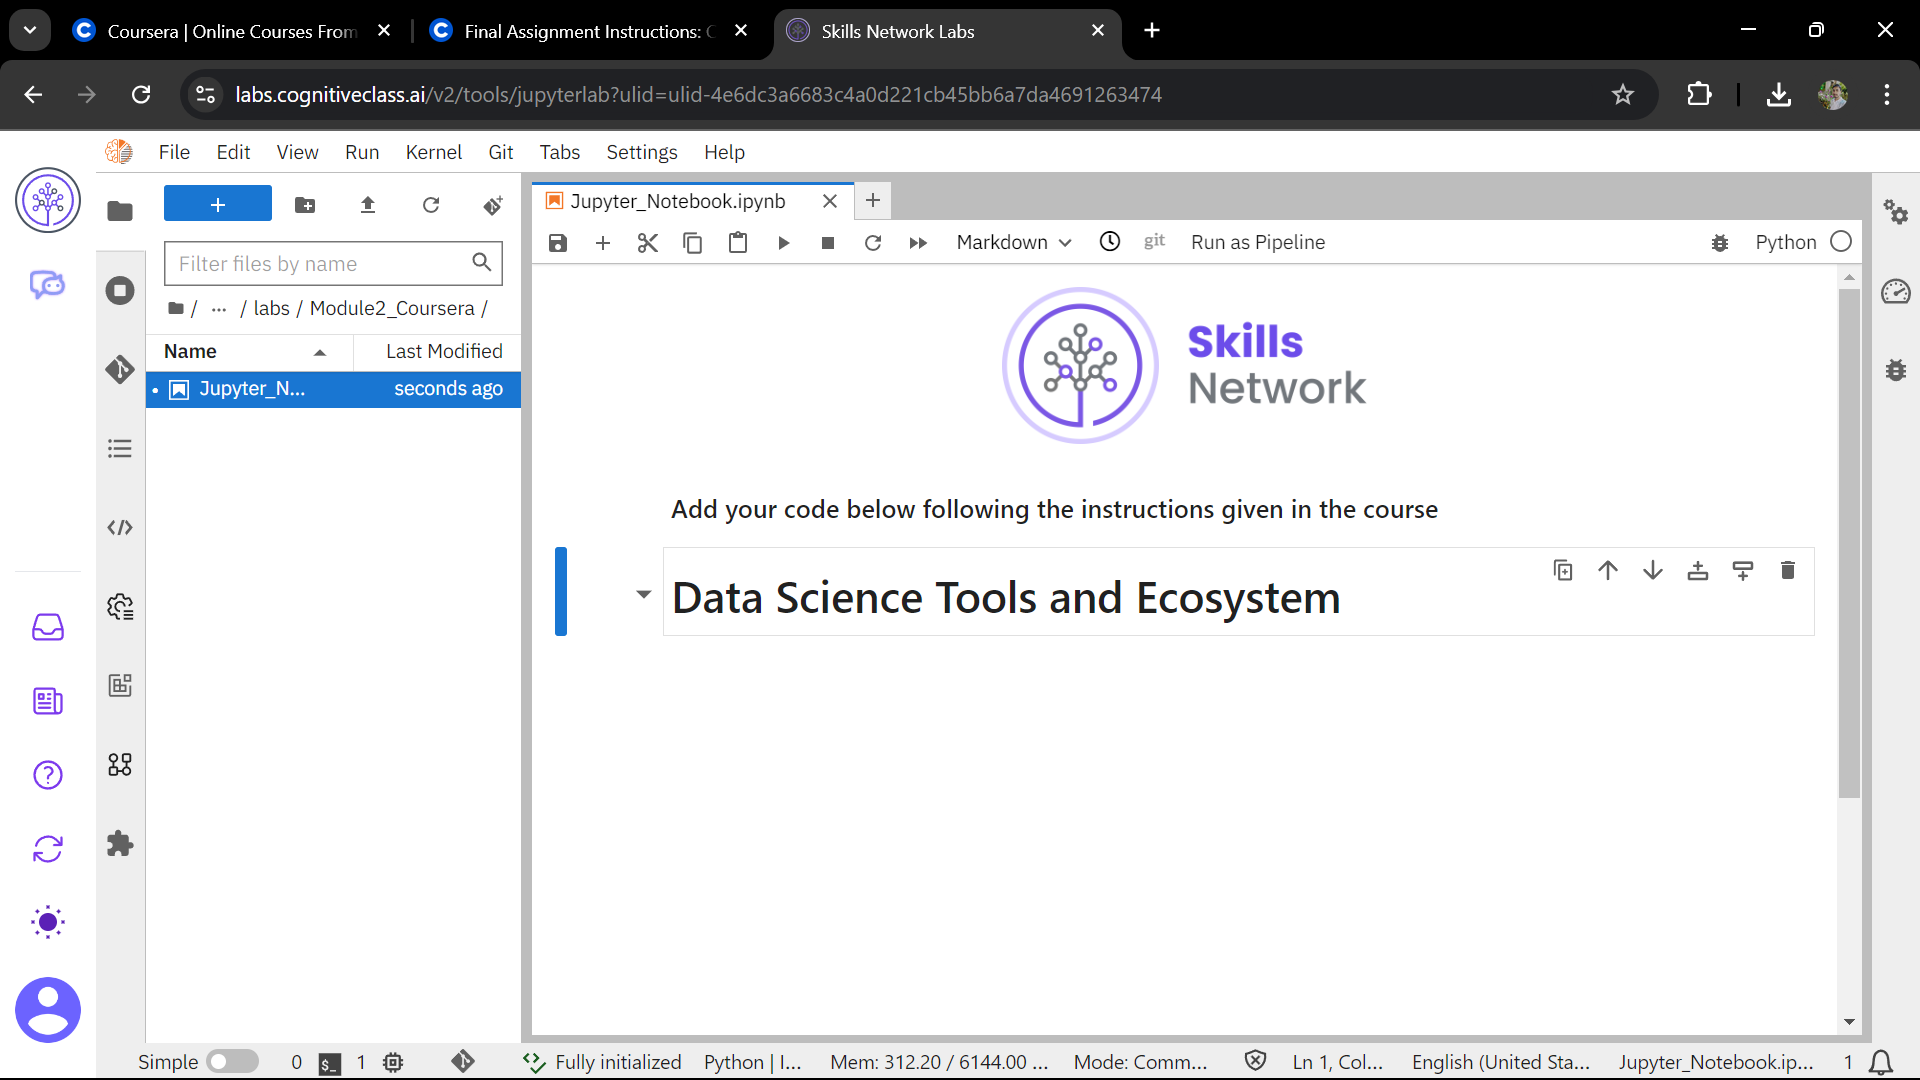 Coursera | Online Courses From
Final Assignment Instructions: C
Skills Network Labs
labs.cognitiveclass.ai/v2/tools/jupyterlab?ulid=ulid-4e6dc3a6683c4a0d221cb45bb6a7da4691263474
File Edit View Run Kernel Git Tabs Settings Help
Jupyter_Notebook.ipynb
Markdown git Run as Pipeline Python
Filter files by name
/ ... / labs / Module2_Coursera /
Name Last Modified
Jupyter_N... seconds ago
Skills
Network
Add your code below following the instructions given in the course
Data Science Tools and Ecosystem
Simple 0 $_ 1 Fully initialized Python | I... Mem: 312.20 / 6144.00 ... Mode: Comm... Ln 1, Col... English (United Sta... Jupyter_Notebook.ip... 1